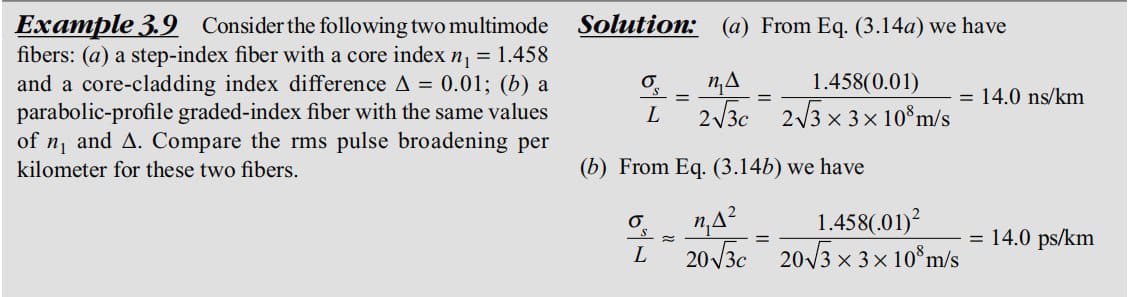 Example 3.9 Consider the following two multimode
fibers: (a) a step-index fiber with a core index n₁ = 1.458
and a core-cladding index difference Δ = 0.01; (b) a
parabolic-profile graded-index fiber with the same values
of n₁ and Δ. Compare the rms pulse broadening per
kilometer for these two fibers.
Solution: (a) From Eq. (3.14a) we have
σₛ/L = n₁Δ/2√3c = 1.458(0.01)/2√3 × 3 × 10⁸m/s = 14.0 ns/km
(b) From Eq. (3.14b) we have
σₛ/L ≈ n₁Δ²/20√3c = 1.458(.01)²/20√3 × 3 × 10⁸m/s = 14.0 ps/km